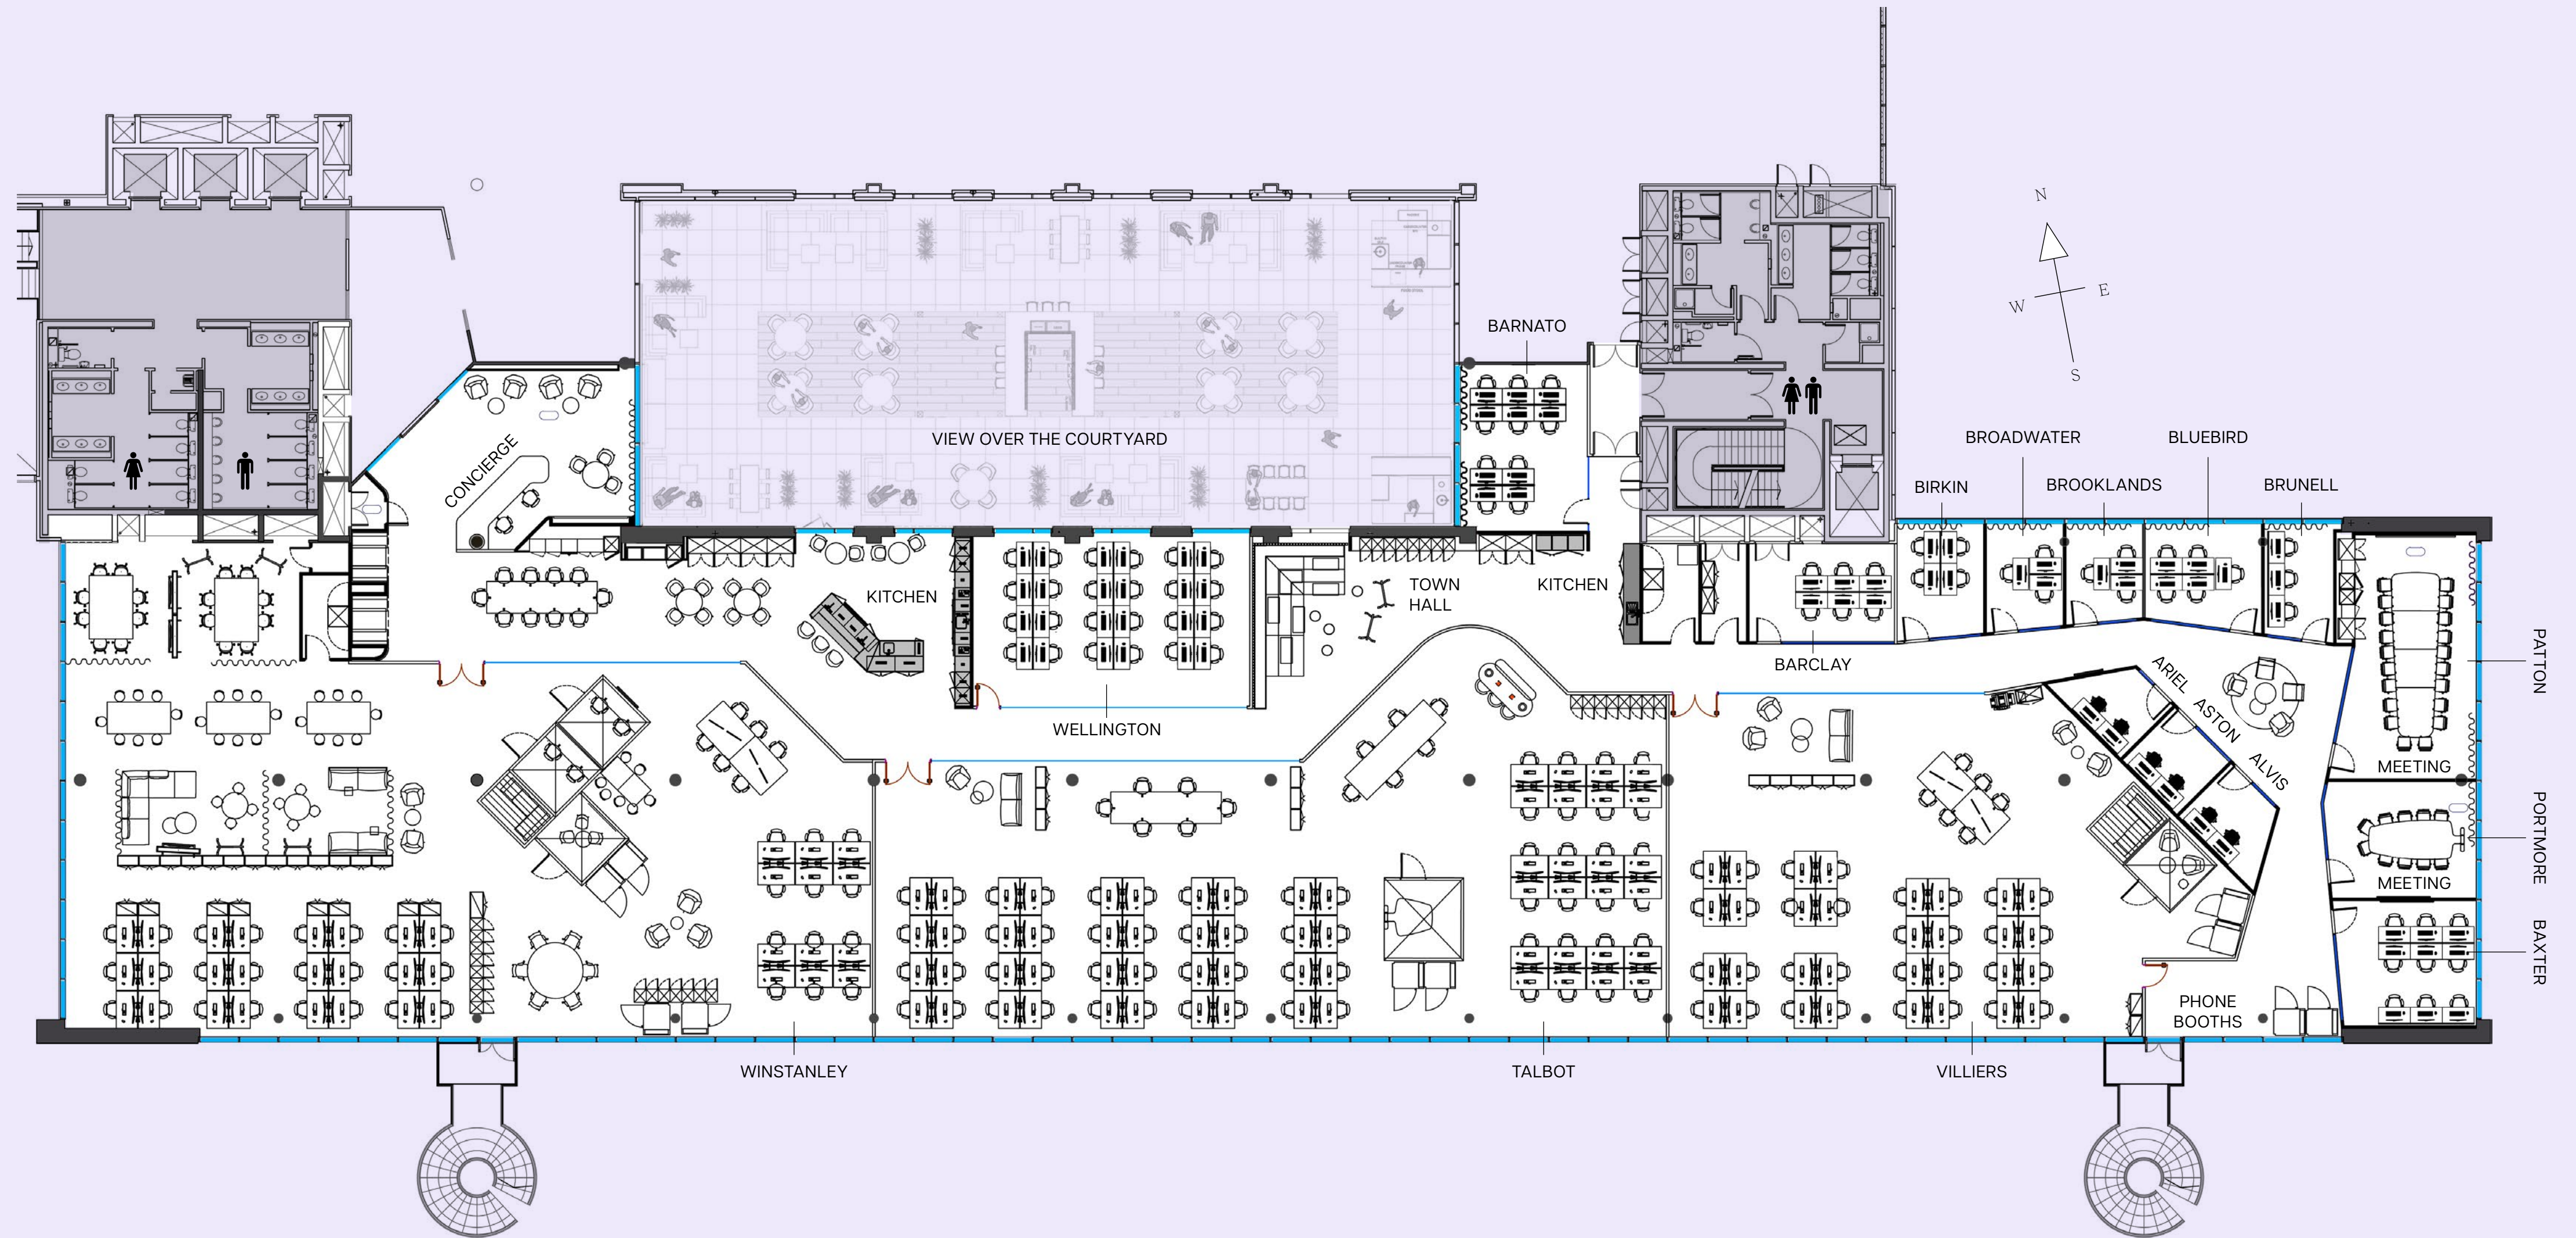 N
W
E
S
BARNATO
VIEW OVER THE COURTYARD
CONCIERGE
BROADWATER
BLUEBIRD
BIRKIN
BROOKLANDS
BRUNELL
KITCHEN
TOWN
HALL
KITCHEN
BARCLAY
WELLINGTON
ARIEL
ASTON
ALVIS
PATTON
MEETING
PORTMORE
MEETING
BAXTER
PHONE
BOOTHS
WINSTANLEY
TALBOT
VILLIERS